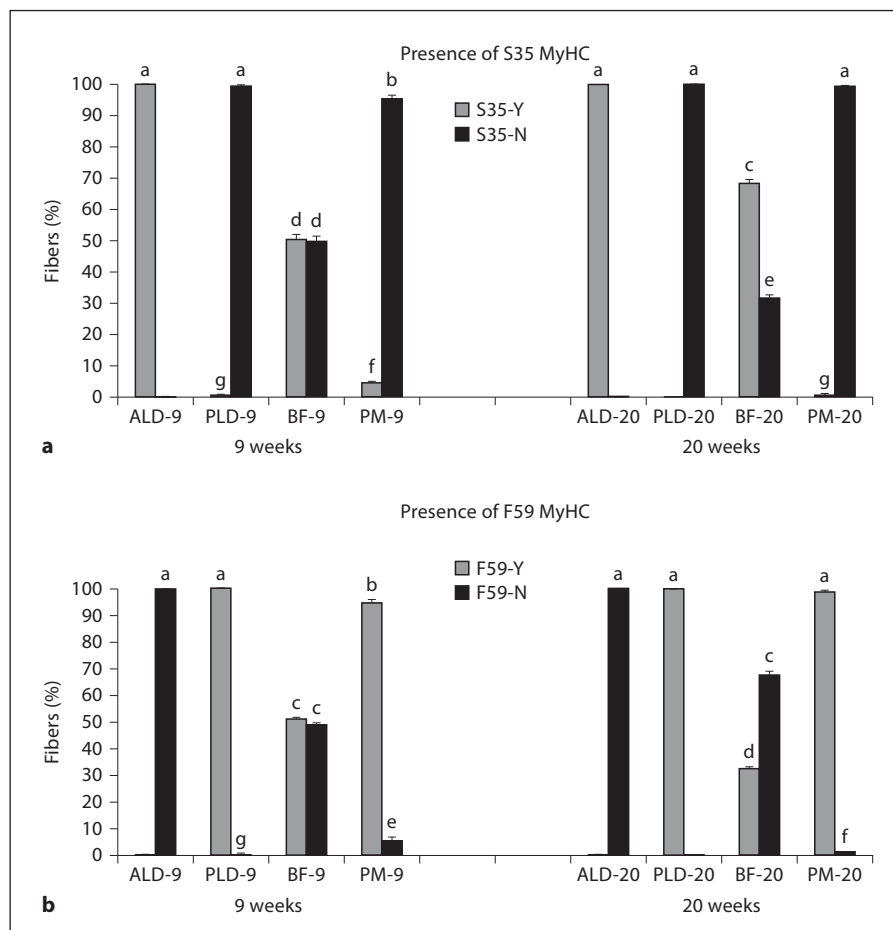 Presence of S35 MyHC
a a b a a a
100
90
80
70
60
50
40
30
20
10
0
Fibers (%)
S35-Y
S35-N
c
d d
e
f
g g
ALD-9 PLD-9 BF-9 PM-9 ALD-20 PLD-20 BF-20 PM-20
a 9 weeks 20 weeks
Presence of F59 MyHC
a a b a a a
100
90
80
70
60
50
40
30
20
10
0
Fibers (%)
F59-Y
F59-N
c
c c
d
e
f
g
ALD-9 PLD-9 BF-9 PM-9 ALD-20 PLD-20 BF-20 PM-20
b 9 weeks 20 weeks